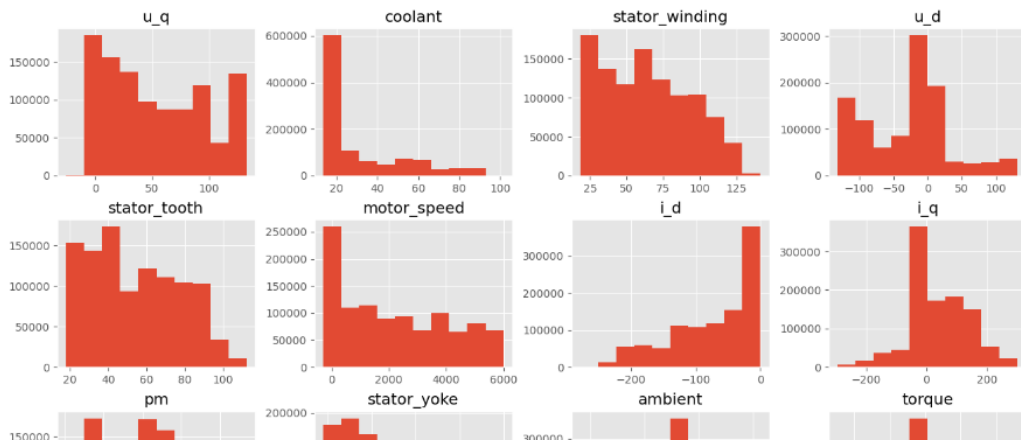 u_q coolant stator_winding u_d
150000 100000 50000 0
0 50 100
600000 400000 200000 0
20 40 60 80 100
150000 100000 50000 0
25 50 75 100 125
300000 200000 100000 0
−100 −50 0 50 100
stator_tooth motor_speed i_d i_q
150000 100000 50000 0
20 40 60 80 100
250000 200000 150000 100000 50000 0
0 2000 4000 6000
300000 200000 100000 0
−200 −100 0
300000 200000 100000 0
−200 0 200
pm stator_yoke ambient torque
150000
200000
150000
300000